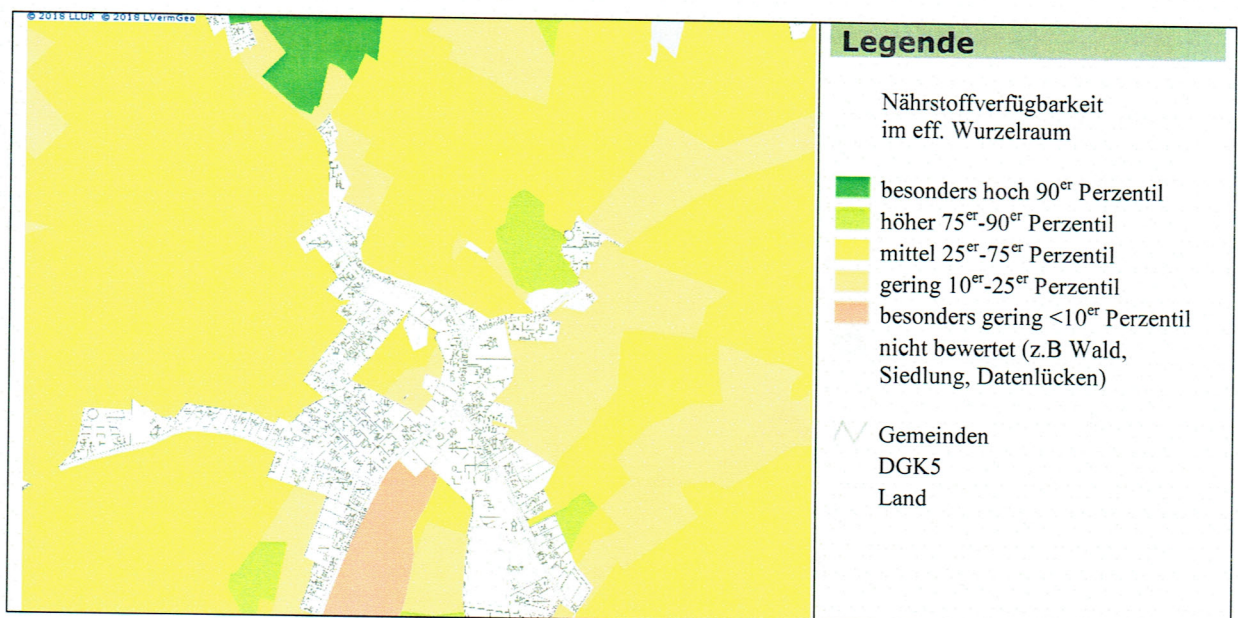 © 2018 LLUR © 2018 LVermGeo
Legende
Nährstoffverfügbarkeit
im eff. Wurzelraum
besonders hoch 90er Perzentil
höher 75er-90er Perzentil
mittel 25er-75er Perzentil
gering 10er-25er Perzentil
besonders gering <10er Perzentil
nicht bewertet (z.B Wald,
Siedlung, Datenlücken)
Gemeinden
DGK5
Land